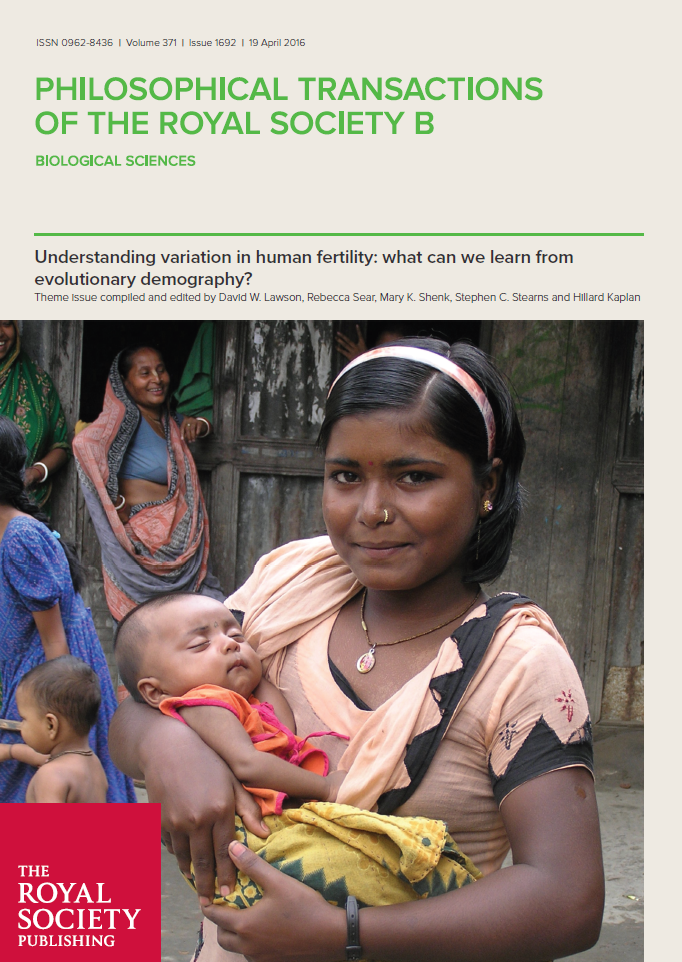 ISSN 0962-8436 | Volume 371 | Issue 1692 | 19 April 2016
PHILOSOPHICAL TRANSACTIONS
OF THE ROYAL SOCIETY B
BIOLOGICAL SCIENCES
Understanding variation in human fertility: what can we learn from
evolutionary demography?
Theme issue compiled and edited by David W. Lawson, Rebecca Sear, Mary K. Shenk, Stephen C. Stearns and Hillard Kaplan
THE
ROYAL
SOCIETY
PUBLISHING